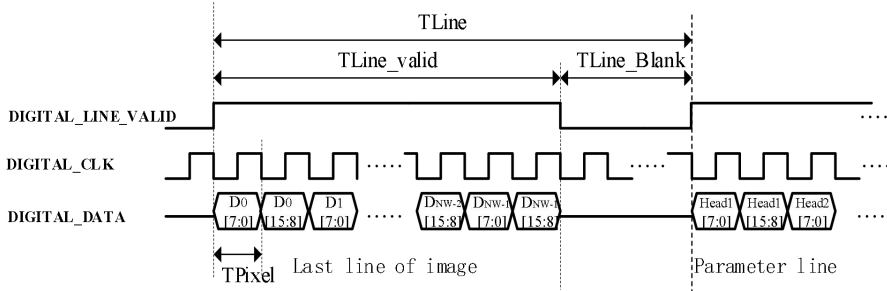 TLine
TLine_valid TLine_Blank
DIGITAL_LINE_VALID
.....
DIGITAL_CLK
..... ..... .....
DIGITAL_DATA
D0 D0 D1 DNW-2 DNW-1 DNW-1 Head1 Head1 Head2
[7:0] [15:8] [7:0] ..... [15:8] [7:0] [15:8] [7:0] [15:8] [7:0] .....
TPixel Last line of image Parameter line